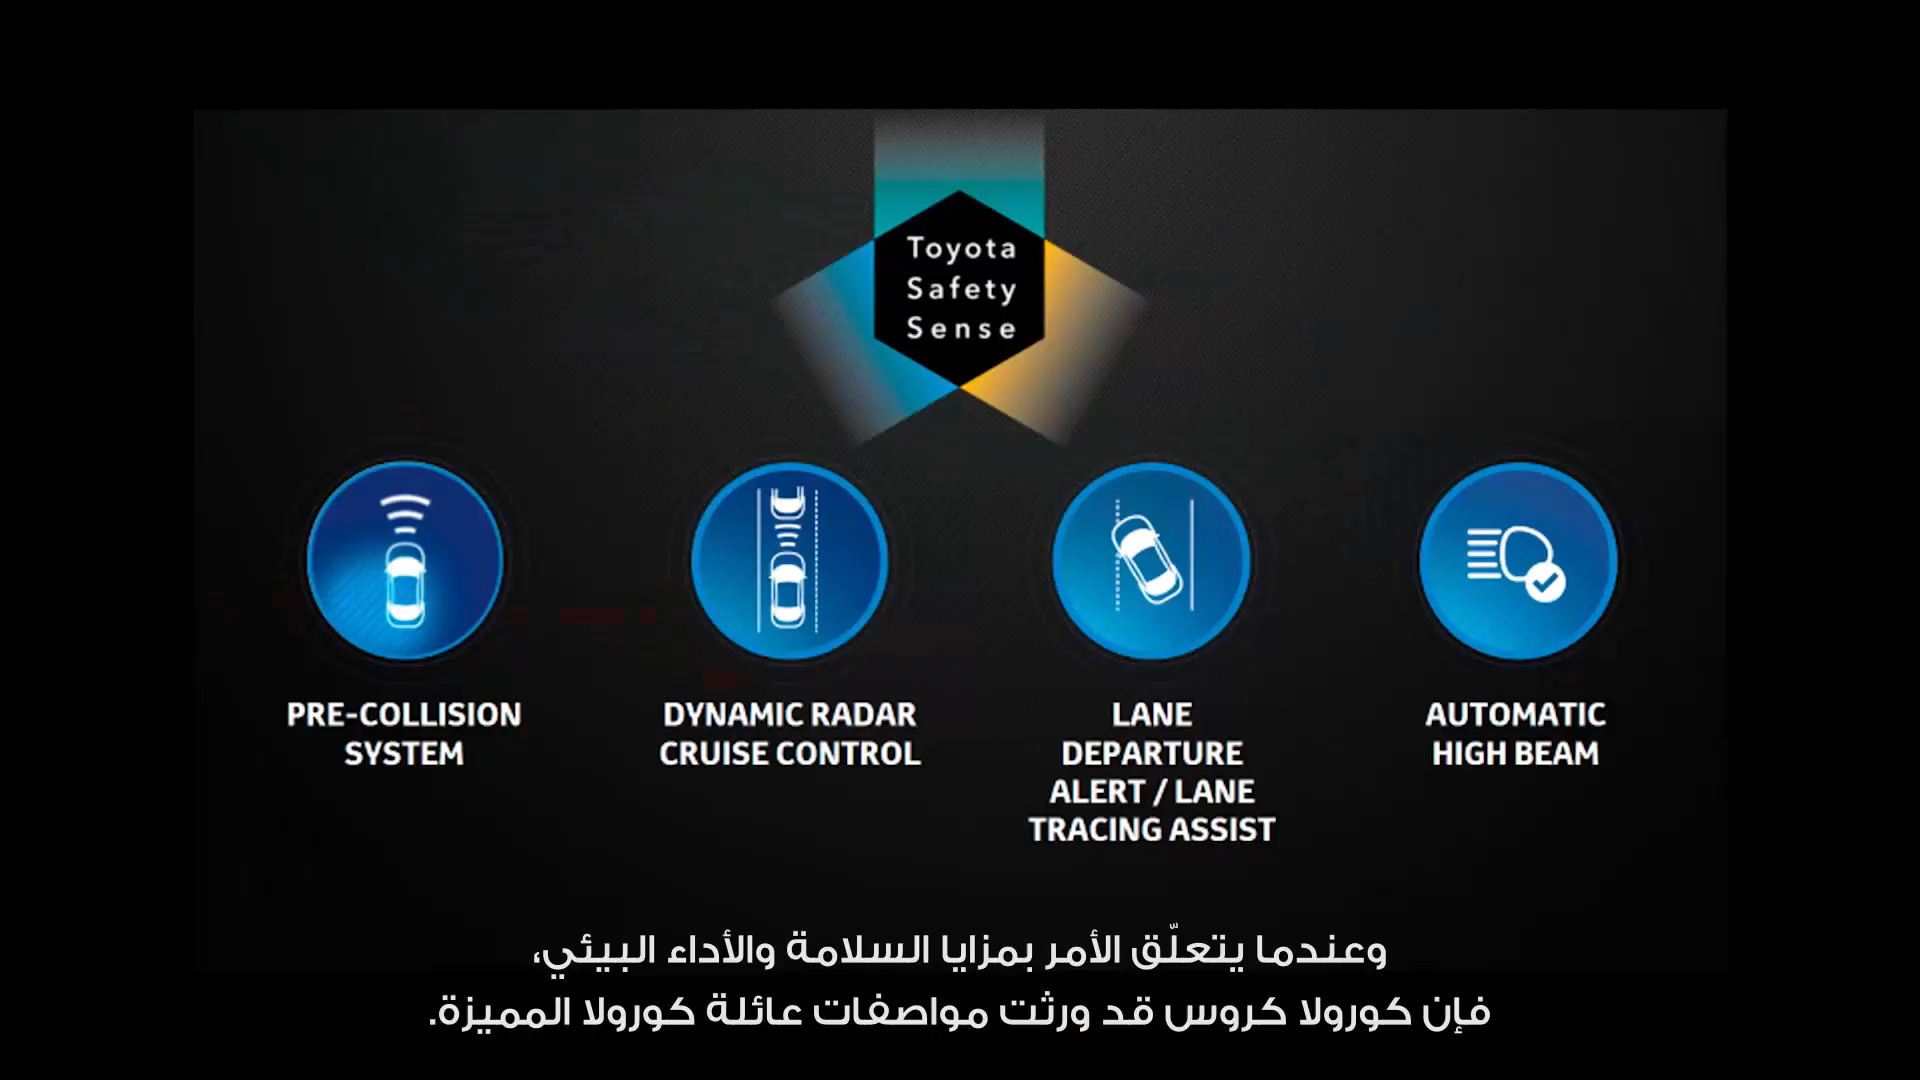 Toyota
Safety
Sense
PRE-COLLISION
SYSTEM
DYNAMIC RADAR
CRUISE CONTROL
LANE
DEPARTURE
ALERT / LANE
TRACING ASSIST
AUTOMATIC
HIGH BEAM
وعندما يتعلّق الأمر بمزايا السلامة والأداء البيئي،
فإن كورولا كروس قد ورثت مواصفات عائلة كورولا المميزة.